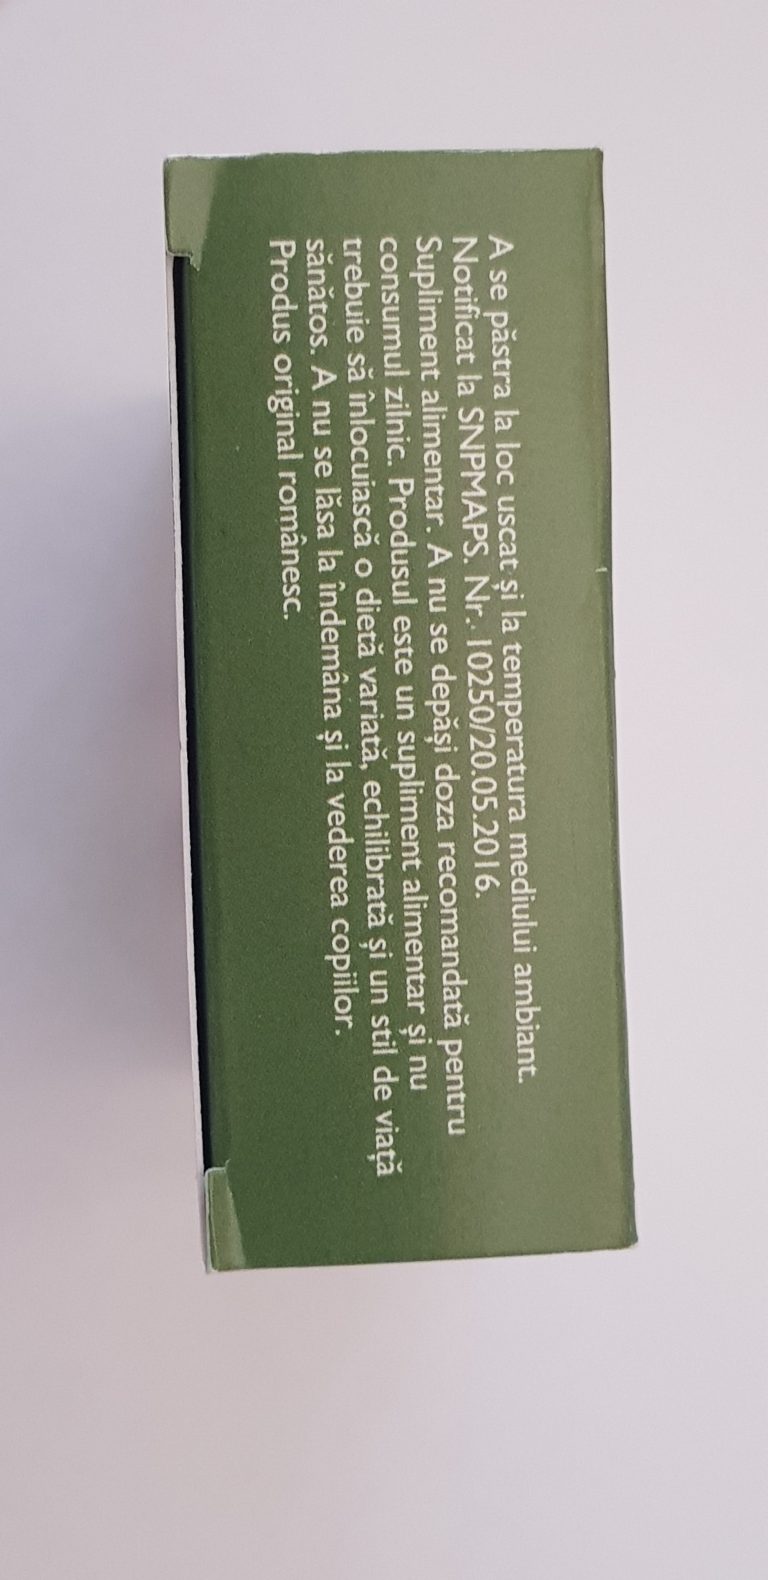 A se păstra la loc uscat și la temperatura mediului ambiant.
Notificat la SNPMAPS. Nr. 10250/20.05.2016.
Supliment alimentar. A nu se depăși doza recomandată pentru
consumul zilnic. Produsul este un supliment alimentar și nu
trebuie să înlocuiască o dietă variată, echilibrată și un stil de viață
sănătos. A nu se lăsa la îndemâna și la vederea copiilor.
Produs original românesc.